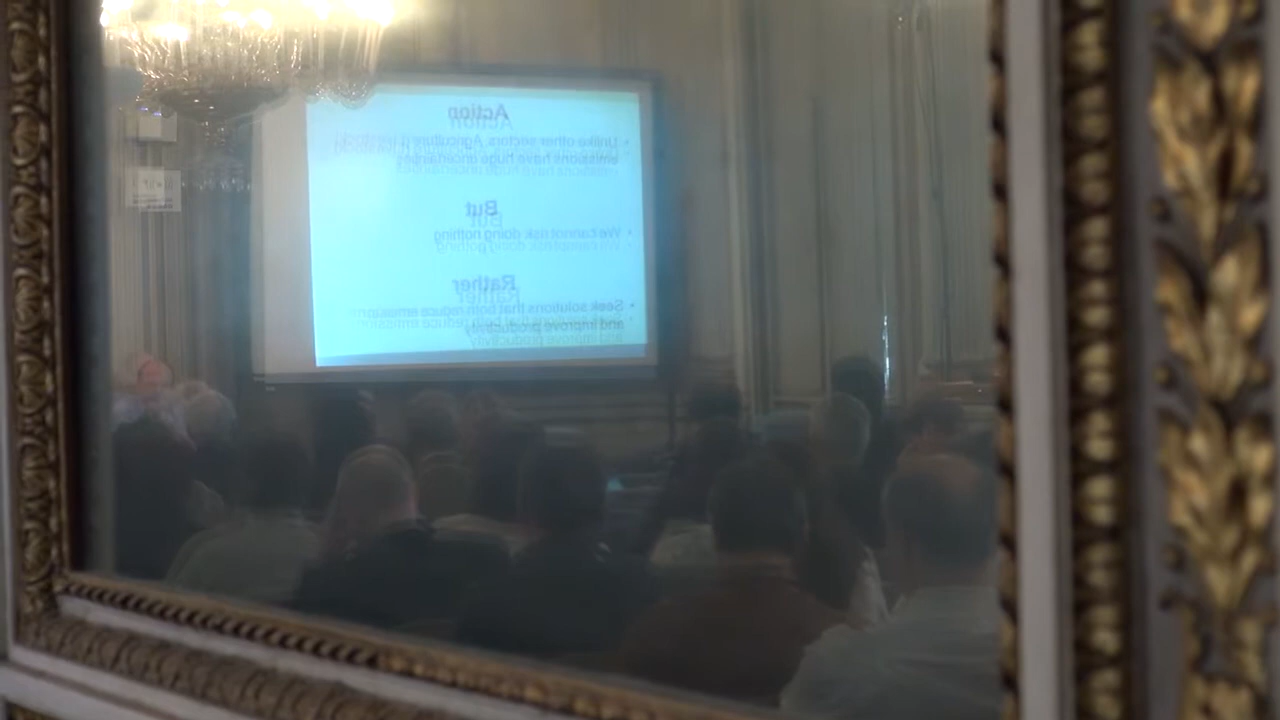 Action
• Unlike other sectors, Agricultural
emissions have huge uncertainties
But
• We cannot risk doing nothing
Rather
• Seek solutions that both reduce emissions
and improve productivity